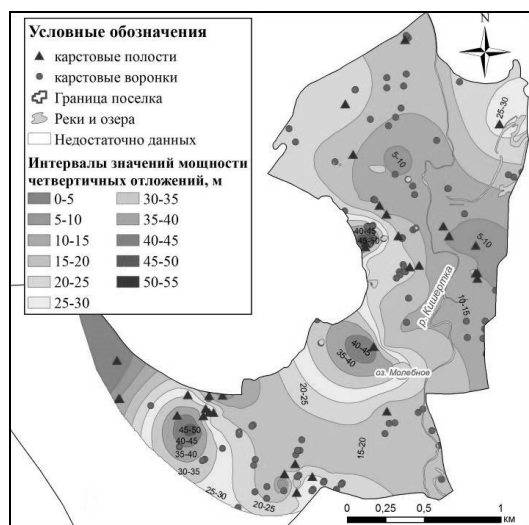 Условные обозначения
карстовые полости
карстовые воронки
Граница поселка
Реки и озера
Недостаточно данных
Интервалы значений мощности
четвертичных отложений, м
0-5
5-10
10-15
15-20
20-25
25-30
30-35
35-40
40-45
45-50
50-55
N
25-30
5-10
40-45
45-50
5-10
р. Кишертка
10-15
40-45
35-40
оз. Молебное
20-25
15-20
45-50
40-45
35-40
30-35
25-30
20-25
0 0,25 0,5 1
км